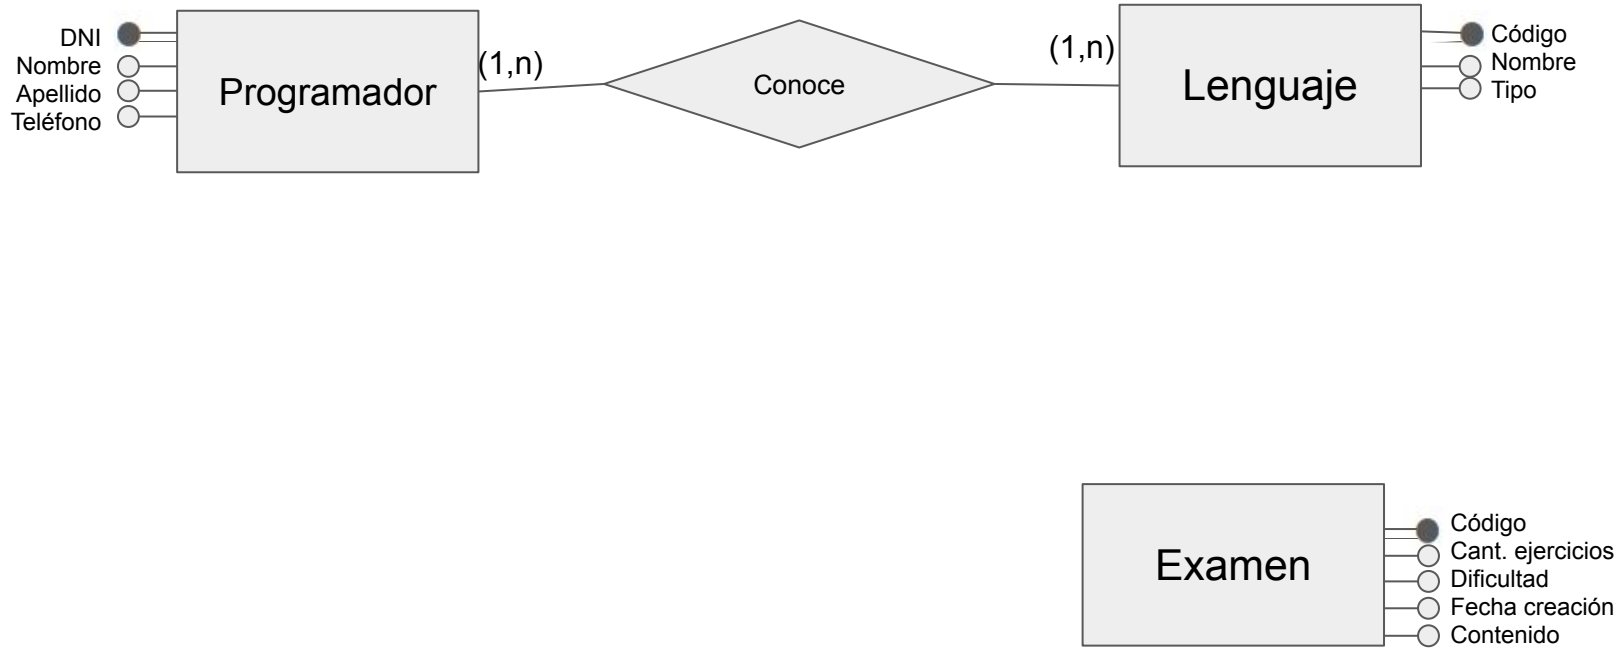 DNI
Nombre
Apellido
Teléfono
Programador
(1,n)
Conoce
(1,n)
Lenguaje
Código
Nombre
Tipo
Examen
Código
Cant. ejercicios
Dificultad
Fecha creación
Contenido